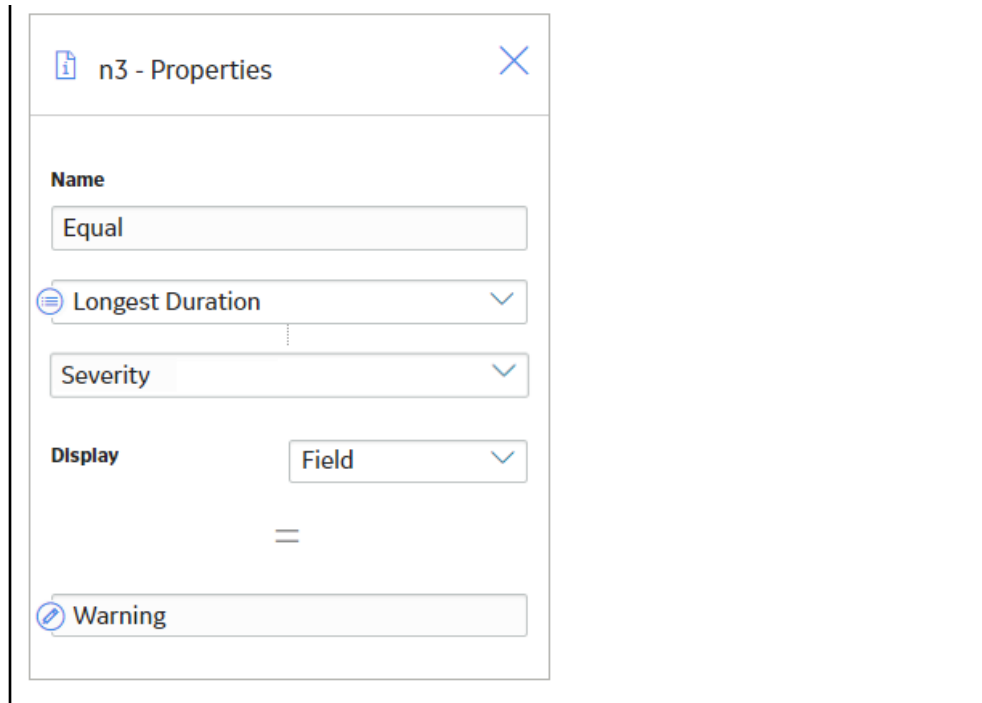 n3 - Properties
Name
Equal
Longest Duration
Severity
Display
Field
=
Warning